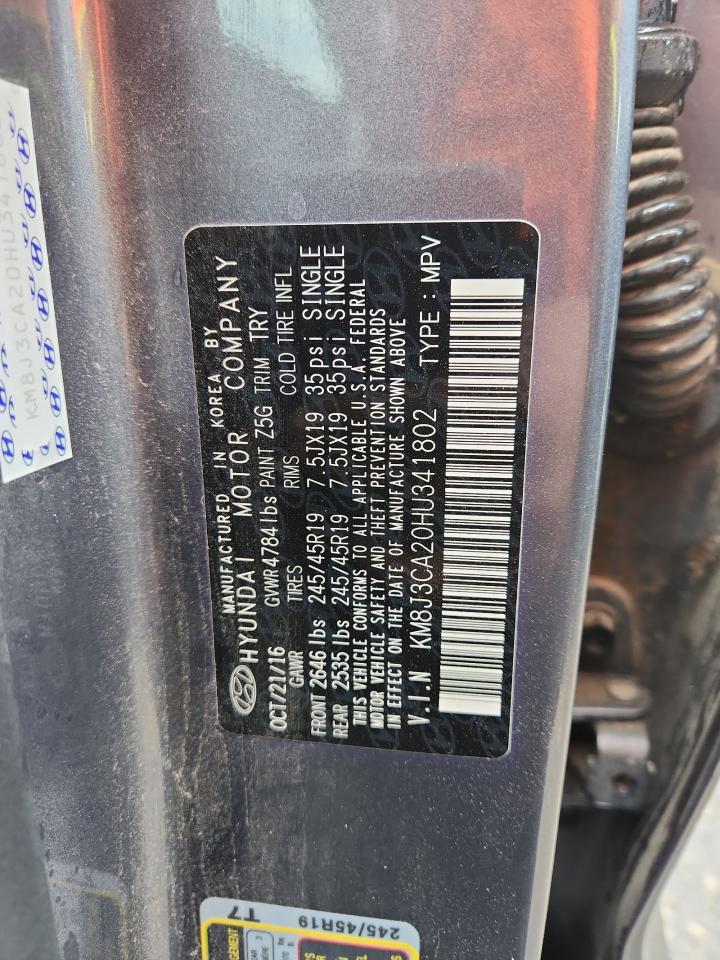 MANUFACTURED IN KOREA BY
HYUNDAI MOTOR COMPANY
OCT/21/16 GVWR 4784 lbs PAINT Z5G TRIM TRY
GAWR TIRES RIMS COLD TIRE INFL
FRONT 2646 lbs 245/45R19 7.5JX19 35psi SINGLE
REAR 2535 lbs 245/45R19 7.5JX19 35psi SINGLE
THIS VEHICLE CONFORMS TO ALL APPLICABLE U.S.A. FEDERAL
MOTOR VEHICLE SAFETY AND THEFT PREVENTION STANDARDS
IN EFFECT ON THE DATE OF MANUFACTURE SHOWN ABOVE
V.I.N KM8J3CA20HU341802 TYPE : MPV
T7
245/45R19